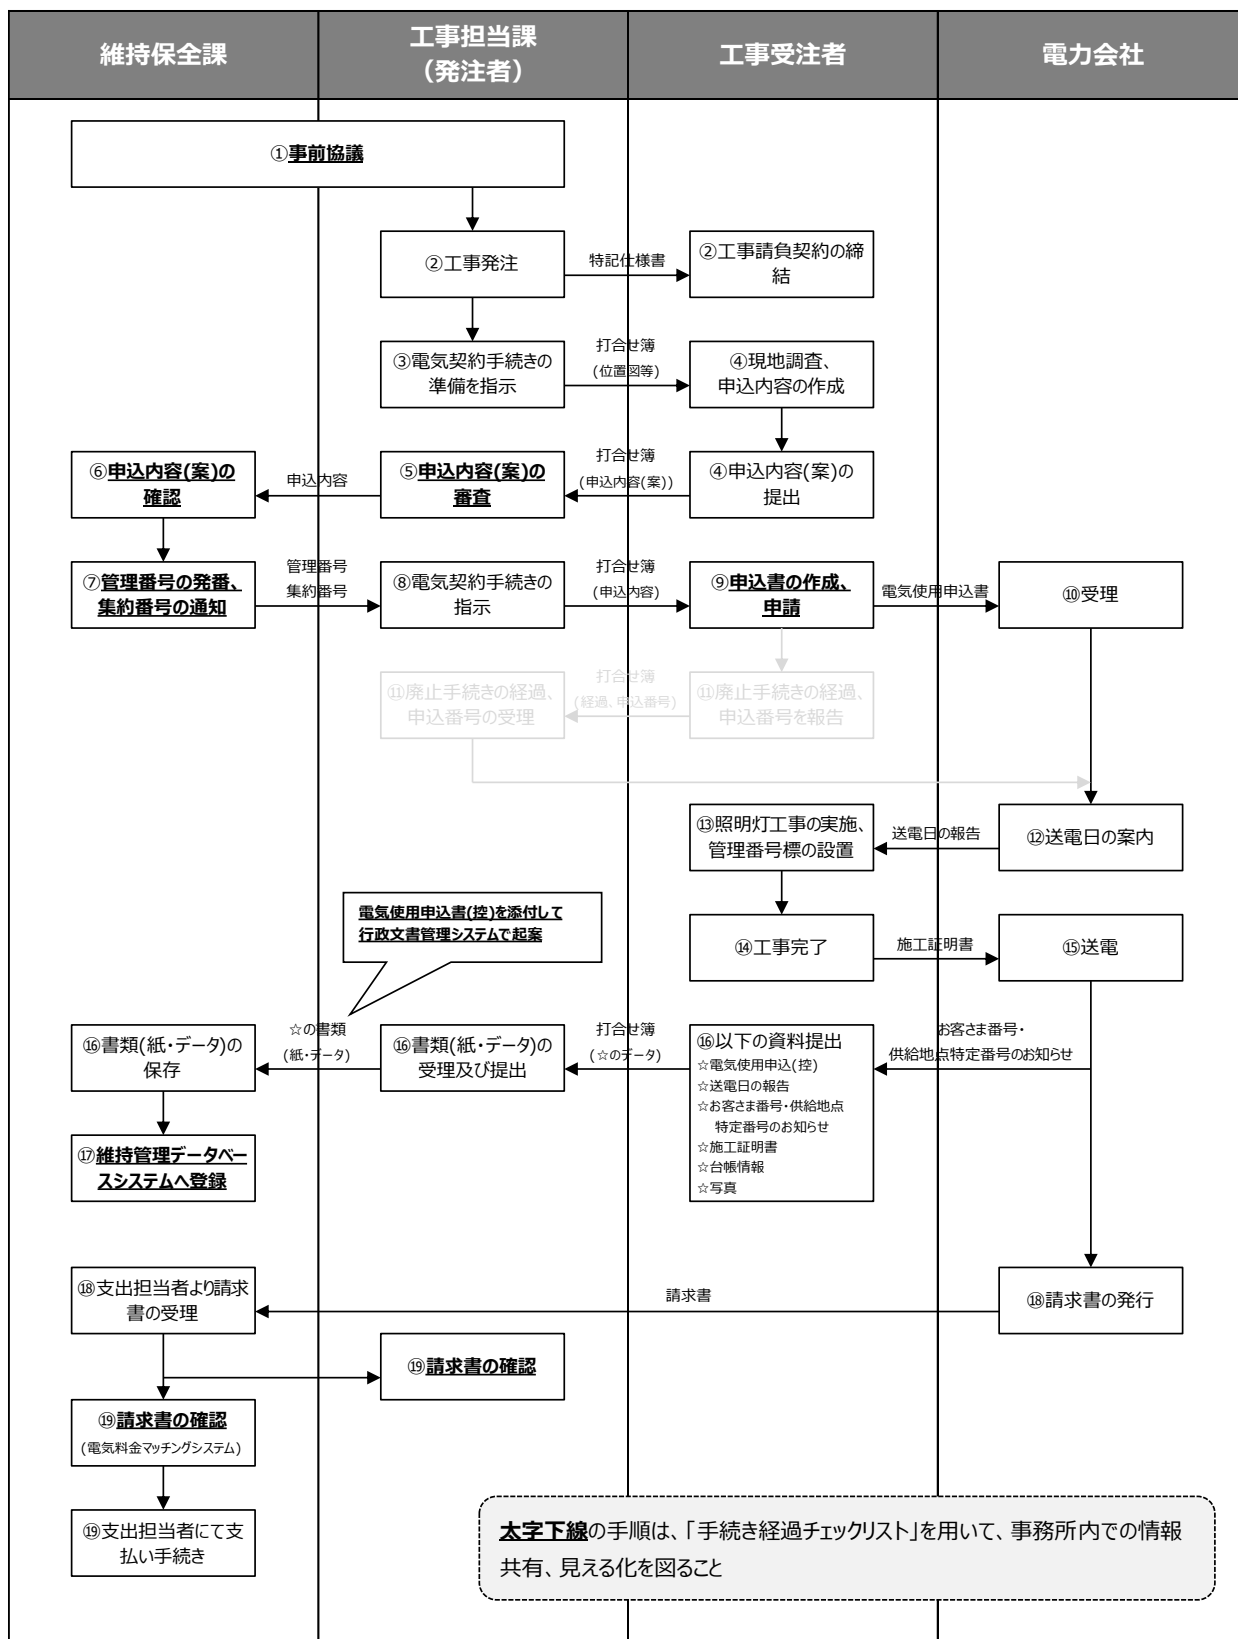 維持保全課
工事担当課
（発注者）
工事受注者
電力会社
①事前協議
②工事発注
特記仕様書
②工事請負契約の締
結
③電気契約手続きの
準備を指示
打合せ簿
(位置図等)
④現地調査、
申込内容の作成
⑥申込内容(案)の
確認
申込内容
⑤申込内容(案)の
審査
打合せ簿
(申込内容(案))
④申込内容(案)の
提出
⑦管理番号の発番、
集約番号の通知
管理番号
集約番号
⑧電気契約手続きの
指示
打合せ簿
(申込内容)
⑨申込書の作成、
申請
電気使用申込書
⑩受理
⑪廃止手続きの経過、
申込番号の受理
打合せ簿
(経過、申込番号)
⑪廃止手続きの経過、
申込番号を報告
⑬照明灯工事の実施、
管理番号標の設置
送電日の報告
⑫送電日の案内
電気使用申込書(控)を添付して
行政文書管理システムで起案
⑭工事完了
施工証明書
⑮送電
⑯書類(紙・データ)の
保存
☆の書類
(紙・データ)
⑯書類(紙・データ)の
受理及び提出
打合せ簿
(☆のデータ)
⑯以下の資料提出
☆電気使用申込(控)
☆送電日の報告
☆お客さま番号・供給地点
特定番号のお知らせ
☆施工証明書
☆台帳情報
☆写真
お客さま番号・
供給地点特定番号のお知らせ
⑰維持管理データベー
スシステムへ登録
⑱支出担当者より請求
書の受理
請求書
⑱請求書の発行
⑲請求書の確認
⑲請求書の確認
(電気料金マッチングシステム)
⑲支出担当者にて支
払い手続き
太字下線の手順は、「手続き経過チェックリスト」を用いて、事務所内での情報
共有、見える化を図ること